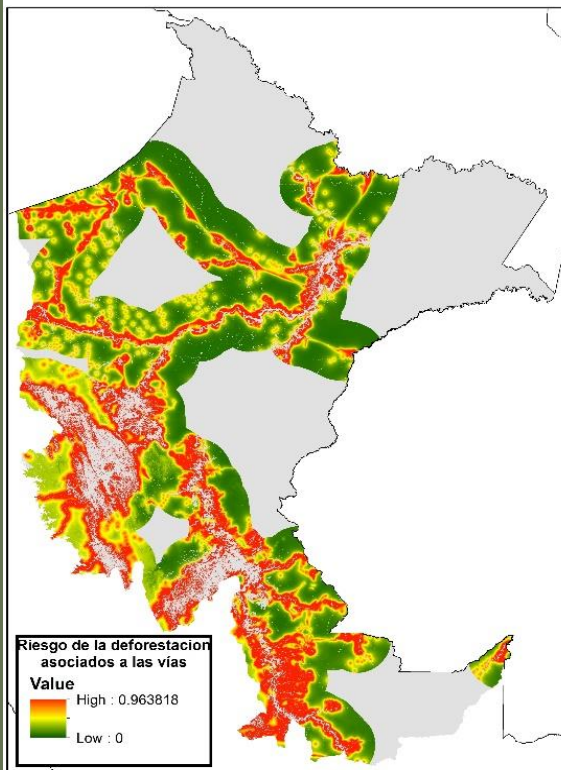 Riesgo de la deforestacion
asociados a las vías
Value
High : 0.963818
Low : 0